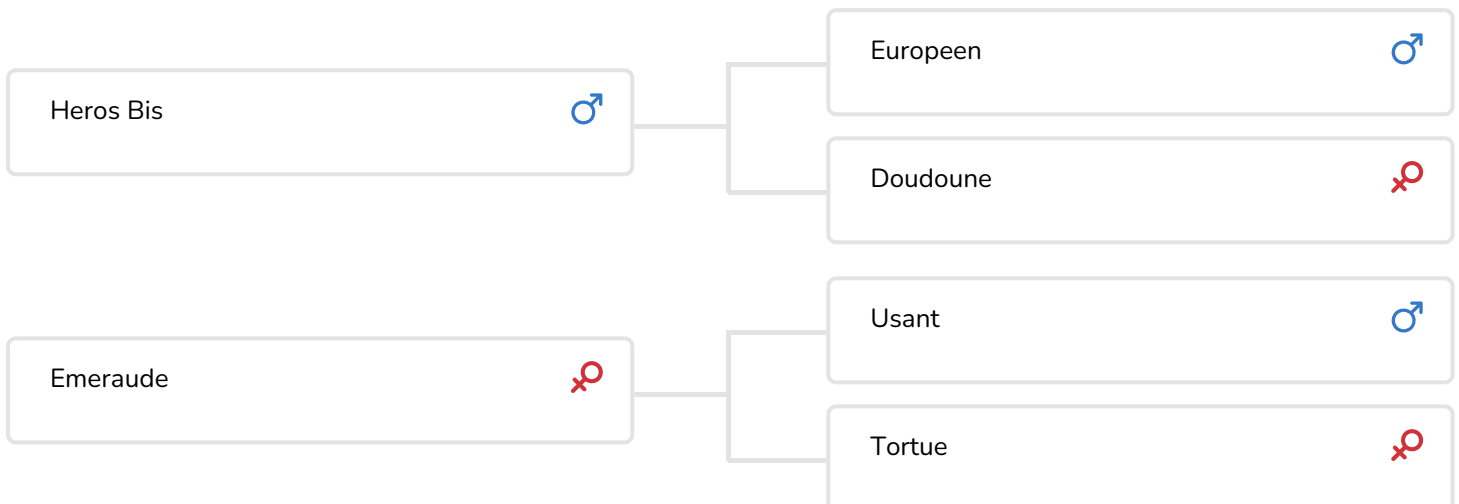 Europeen
Heros Bis
Doudoune
Usant
Emeraude
Tortue